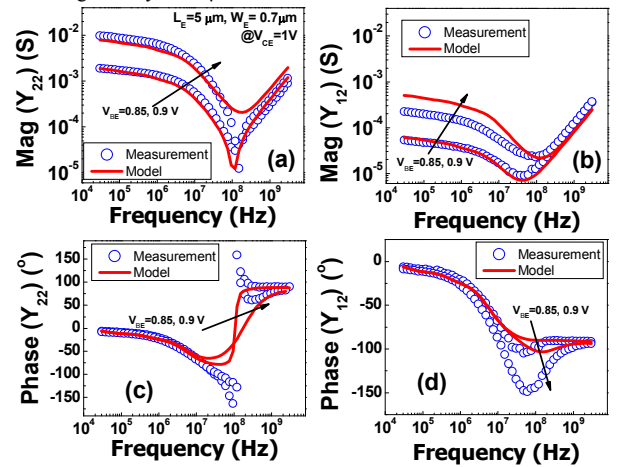 L_E=5 μm, W_E= 0.7μm
@V_CE=1V
10^-2
10^-3
10^-4
10^-5
Mag (Y_22) (S)
V_BE=0.85, 0.9 V
Measurement
Model
(a)
10^4 10^5 10^6 10^7 10^8 10^9
Frequency (Hz)
10^-2
10^-3
10^-4
10^-5
Mag (Y_12) (S)
Measurement
Model
V_BE=0.85, 0.9 V
(b)
10^4 10^5 10^6 10^7 10^8 10^9
Frequency (Hz)
150
100
50
0
-50
-100
-150
Phase (Y_22) (°)
Measurement
Model
V_BE=0.85, 0.9 V
(c)
10^4 10^5 10^6 10^7 10^8 10^9
Frequency (Hz)
0
-50
-100
-150
Phase (Y_12) (°)
Measurement
Model
V_BE=0.85, 0.9 V
(d)
10^4 10^5 10^6 10^7 10^8 10^9
Frequency (Hz)